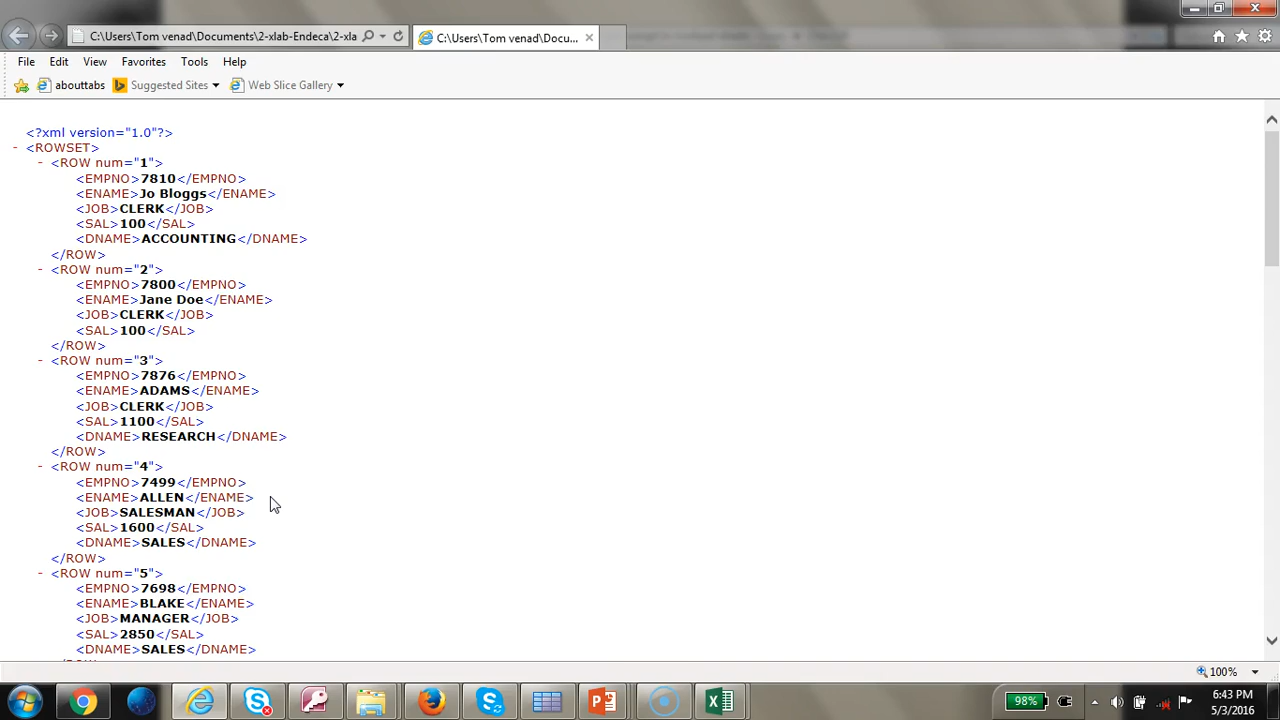 C:\Users\Tom venad\Documents\2-xlab-Endeca\2-xla
C:\Users\Tom venad\Docu...
File Edit View Favorites Tools Help
abouttabs Suggested Sites Web Slice Gallery
<?xml version="1.0"?>
- <ROWSET>
- <ROW num="1">
<EMPNO>7810</EMPNO>
<ENAME>Jo Bloggs</ENAME>
<JOB>CLERK</JOB>
<SAL>100</SAL>
<DNAME>ACCOUNTING</DNAME>
</ROW>
- <ROW num="2">
<EMPNO>7800</EMPNO>
<ENAME>Jane Doe</ENAME>
<JOB>CLERK</JOB>
<SAL>100</SAL>
</ROW>
- <ROW num="3">
<EMPNO>7876</EMPNO>
<ENAME>ADAMS</ENAME>
<JOB>CLERK</JOB>
<SAL>1100</SAL>
<DNAME>RESEARCH</DNAME>
</ROW>
- <ROW num="4">
<EMPNO>7499</EMPNO>
<ENAME>ALLEN</ENAME>
<JOB>SALESMAN</JOB>
<SAL>1600</SAL>
<DNAME>SALES</DNAME>
</ROW>
- <ROW num="5">
<EMPNO>7698</EMPNO>
<ENAME>BLAKE</ENAME>
<JOB>MANAGER</JOB>
<SAL>2850</SAL>
<DNAME>SALES</DNAME>
100%
98%
6:43 PM
5/3/2016